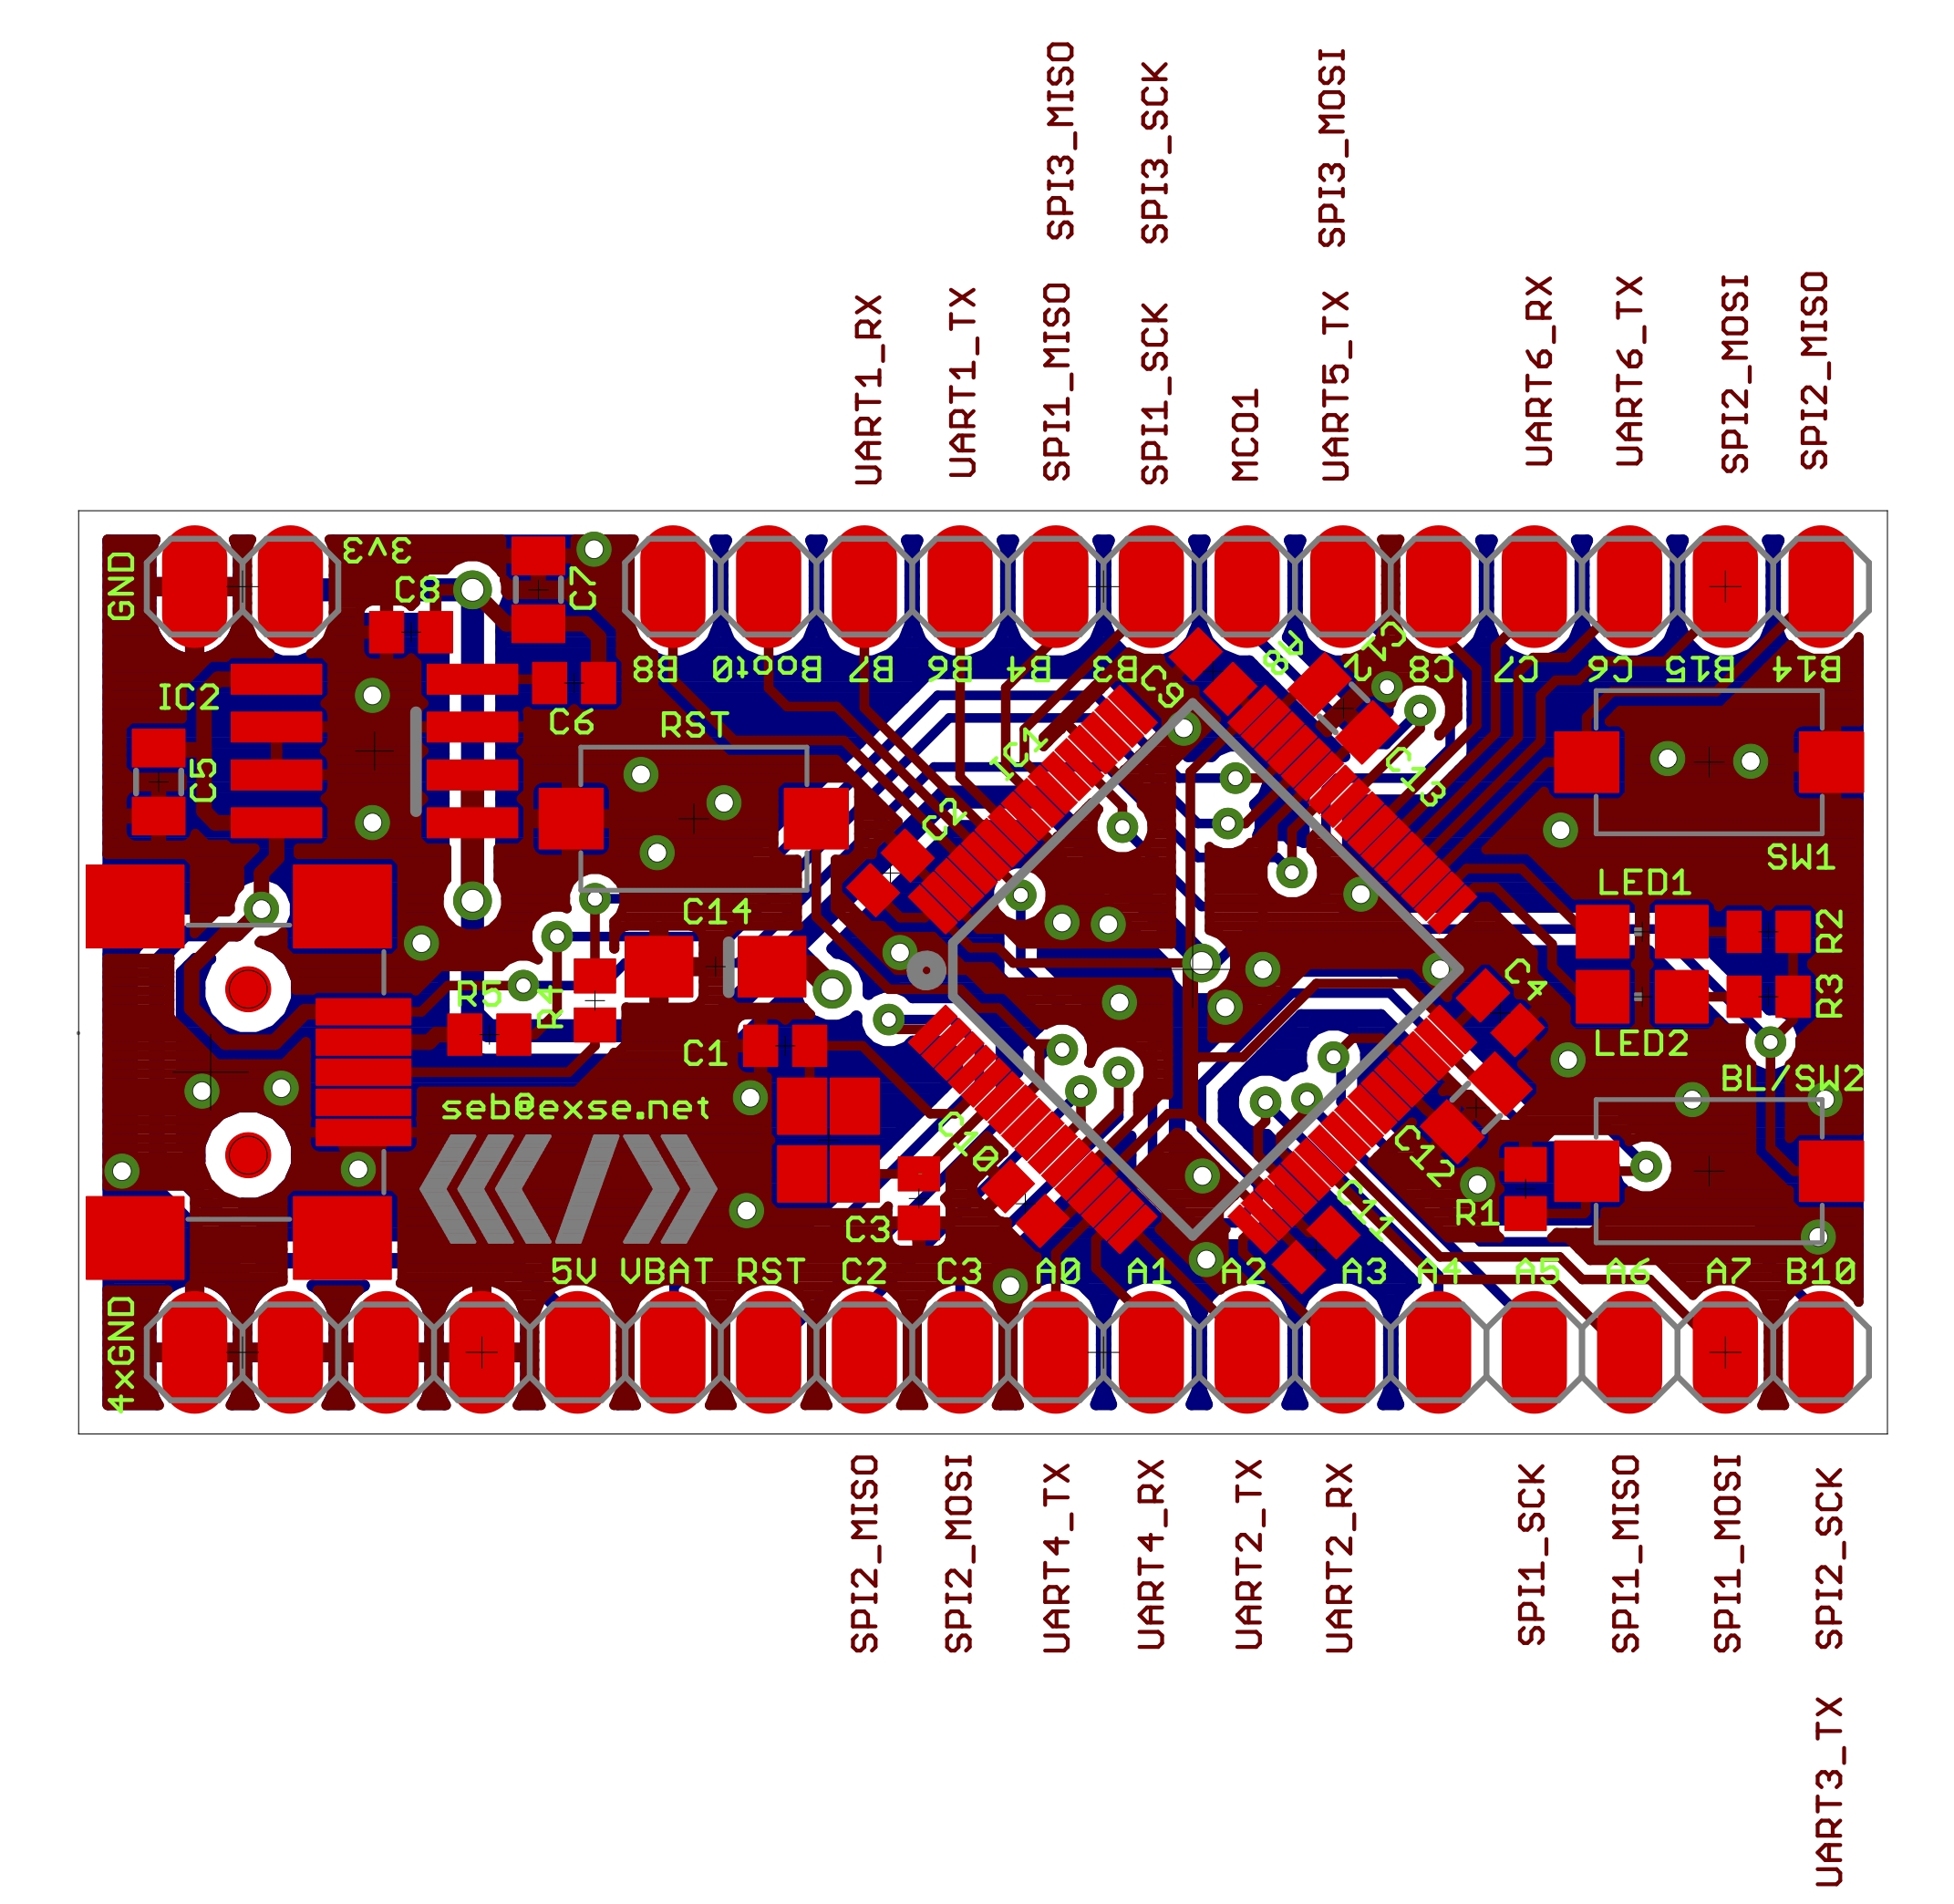 SPI3_MISO
SPI3_SCK
SPI3_MOSI
UART1_RX
UART1_TX
SPI1_MISO
SPI1_SCK
MCO1
UART5_TX
UART6_RX
UART6_TX
SPI2_MOSI
SPI2_MISO
GND
3v3
C8
C7
B8
Boot0
B7
B6
B4
B3
C9
A8
C12
C8
C7
C6
B15
B14
IC2
C6
RST
IC1
C13
C5
C2
SW1
LED1
C14
R2
R5
R4
C4
R3
LED2
C1
BL/SW2
seb@exse.net
C10
C12
C11
R1
C3
5V
VBAT
RST
C2
C3
A0
A1
A2
A3
A4
A5
A6
A7
B10
4xGND
SPI2_MISO
SPI2_MOSI
UART4_TX
UART4_RX
UART2_TX
UART2_RX
SPI1_SCK
SPI1_MISO
SPI1_MOSI
SPI2_SCK
UART3_TX